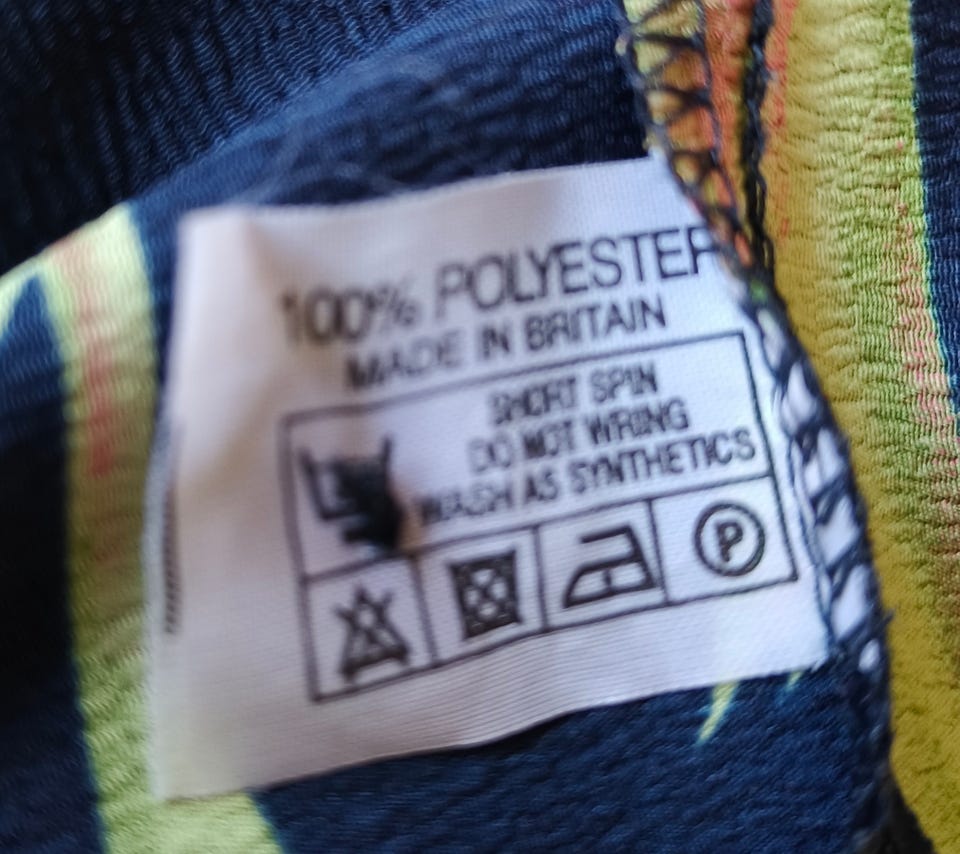 100% POLYESTER
MADE IN BRITAIN
SHORT SPIN
DO NOT WRING
WASH AS SYNTHETICS
P